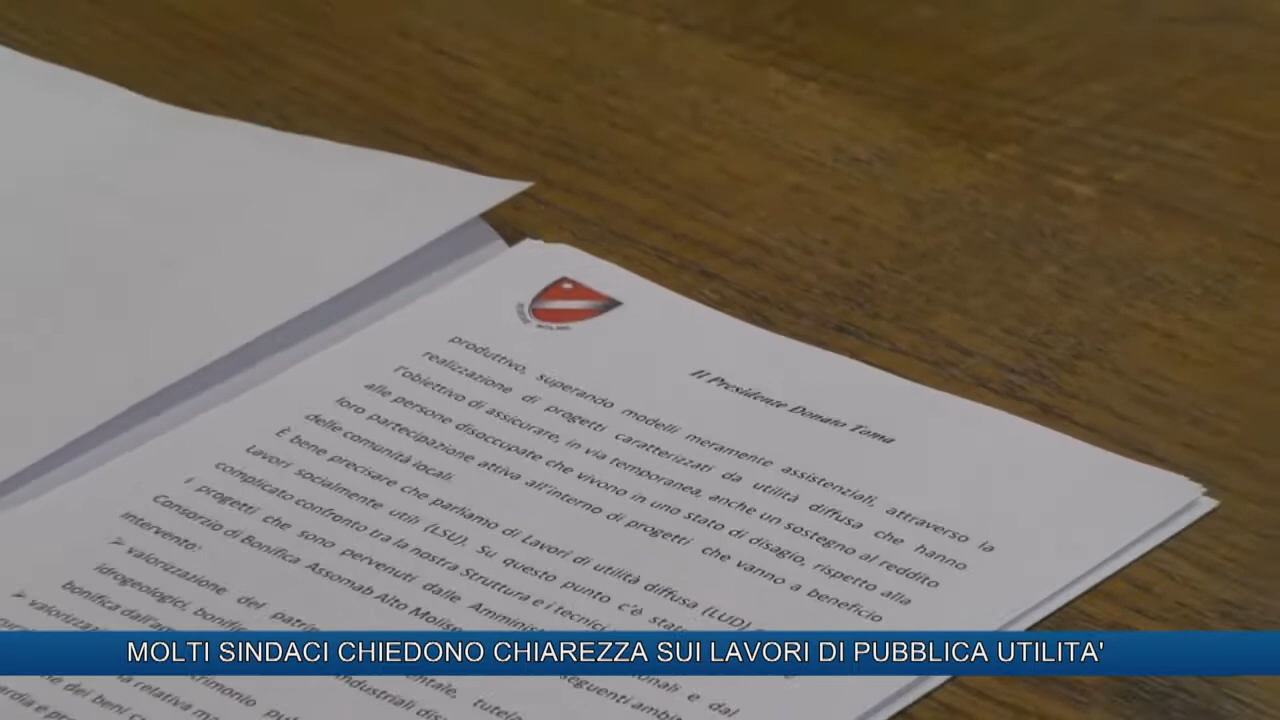 Il Presidente Donato Toma
produttivo, superando modelli meramente assistenziali, attraverso la
realizzazione di progetti caratterizzati da utilità diffusa che hanno
l'obiettivo di assicurare, in via temporanea, anche un sostegno al reddito
alle persone disoccupate che vivono in uno stato di disagio, rispetto alla
loro partecipazione attiva all'interno di progetti che vanno a beneficio
delle comunità locali.
È bene precisare che parliamo di Lavori di utilità diffusa (LUD)
Lavori socialmente utili (LSU). Su questo punto c'è
complicato confronto tra la nostra Struttura e i tecnici
i progetti che sono pervenuti dalle
Consorzio di Bonifica, Assomab Alto e dal
intervento:
➤ valorizzazione del tutela
idrogeologici,
bonifica
➤
dei beni
MOLTI SINDACI CHIEDONO CHIAREZZA SUI LAVORI DI PUBBLICA UTILITA'